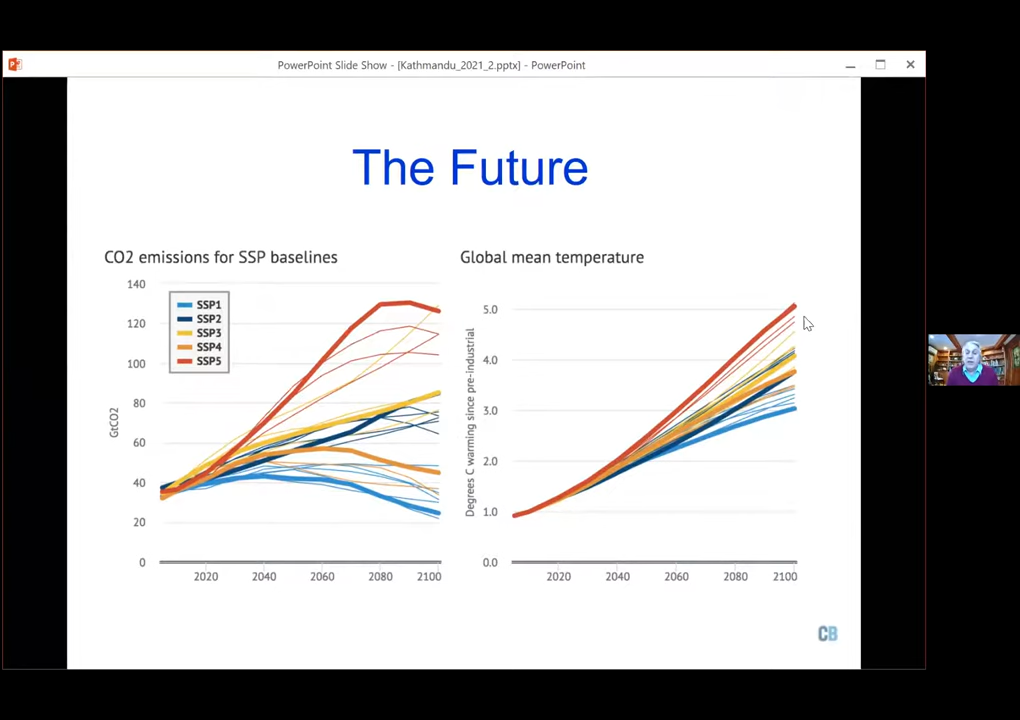 PowerPoint Slide Show - [Kathmandu_2021_2.pptx] - PowerPoint
The Future
CO2 emissions for SSP baselines
140
120
100
80
60
40
20
0
GtCO2
SSP1
SSP2
SSP3
SSP4
SSP5
2020 2040 2060 2080 2100
Global mean temperature
5.0
4.0
3.0
2.0
1.0
0.0
Degrees C warming since pre-industrial
2020 2040 2060 2080 2100
CB